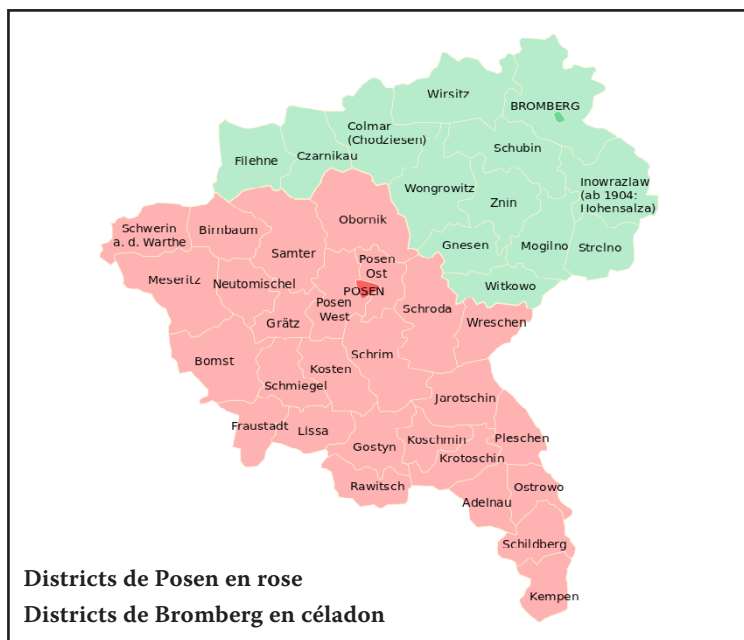 Wirsitz
BROMBERG
Colmar
(Chodziesen)
Filehne
Czarnikau
Schubin
Wongrowitz
Znin
Inowrazlaw
(ab 1904:
Hohensalza)
Gnesen
Mogilno
Strelno
Witkowo
Schwerin
a. d. Warthe
Birnbaum
Obornik
Samter
Posen
Ost
Meseritz
Neutomischel
POSEN
Posen
West
Grätz
Schroda
Wreschen
Bomst
Schrim
Kosten
Schmiegel
Jarotschin
Fraustadt
Lissa
Gostyn
Koschmin
Pleschen
Krotoschin
Rawitsch
Ostrowo
Adelnau
Schildberg
Kempen
Districts de Posen en rose
Districts de Bromberg en céladon